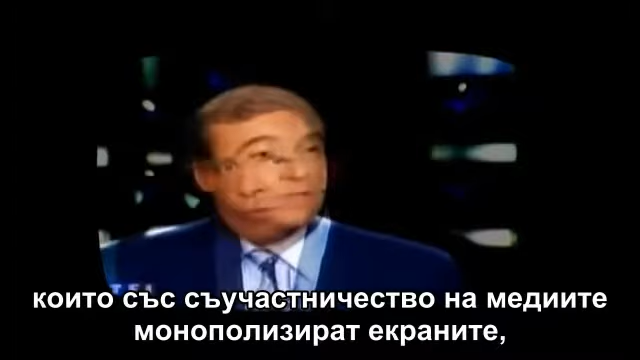 които със съучастничество на медиите
монополизират екраните,